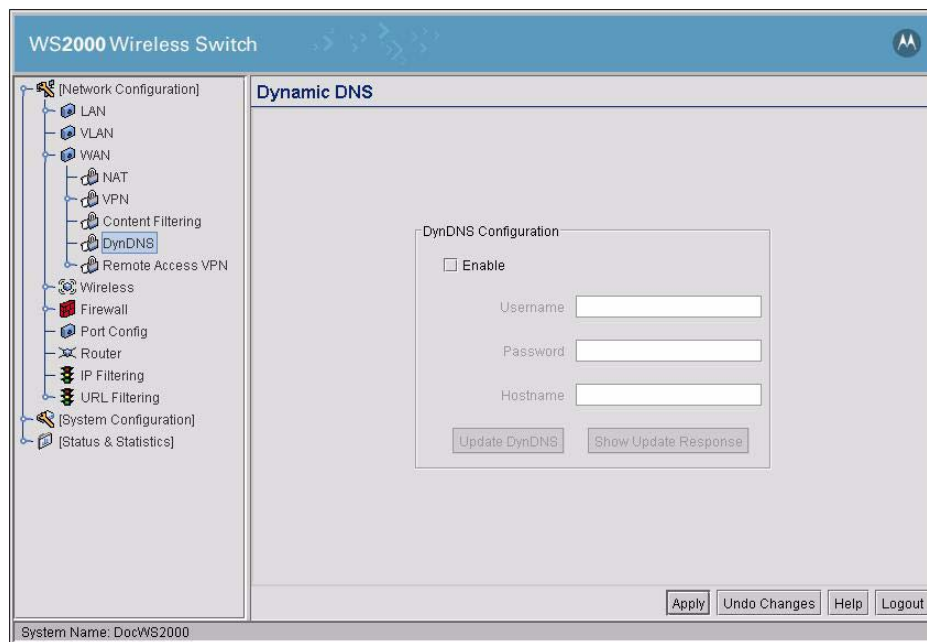 WS2000 Wireless Switch
[Network Configuration]
LAN
VLAN
WAN
NAT
VPN
Content Filtering
DynDNS
Remote Access VPN
Wireless
Firewall
Port Config
Router
IP Filtering
URL Filtering
[System Configuration]
[Status & Statistics]
Dynamic DNS
DynDNS Configuration
Enable
Username
Password
Hostname
Update DynDNS Show Update Response
Apply Undo Changes Help Logout
System Name: DocWS2000